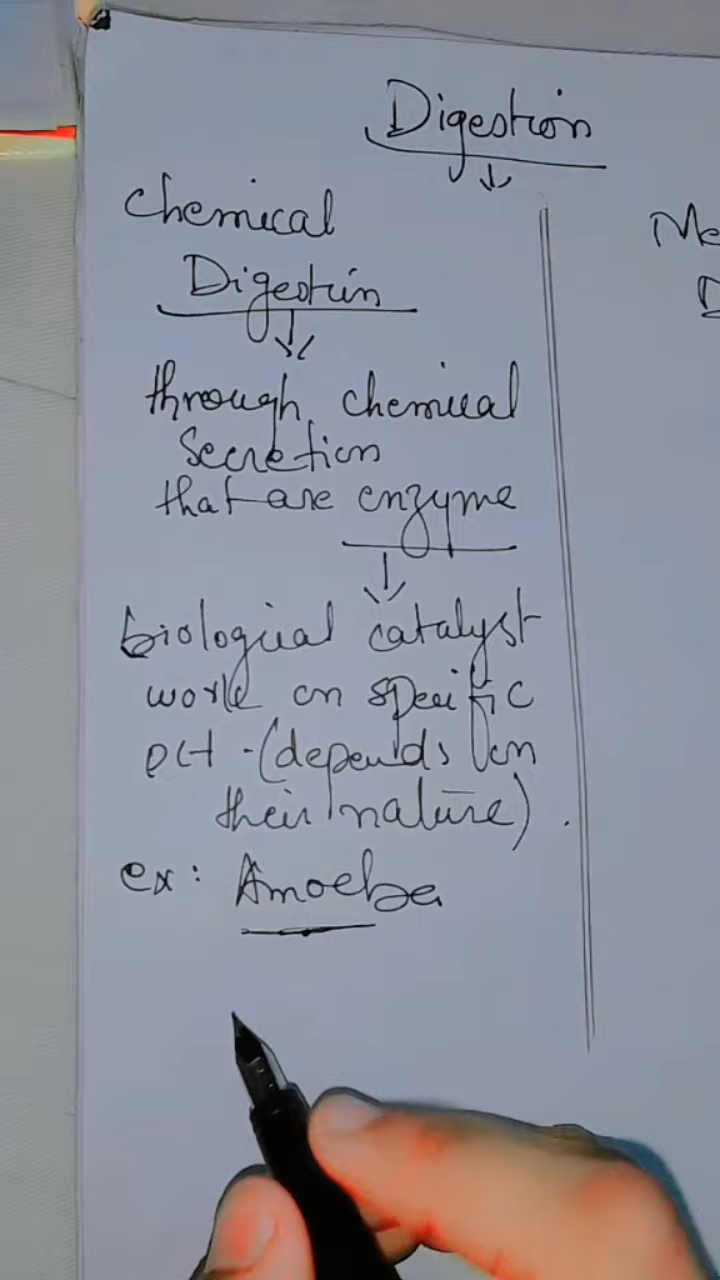 Digestion
Chemical
Digestion
through chemical
Secretion
that are enzyme
biological catalyst
work on specific
pH (depends on
their nature).
ex: Amoeba
Me
D